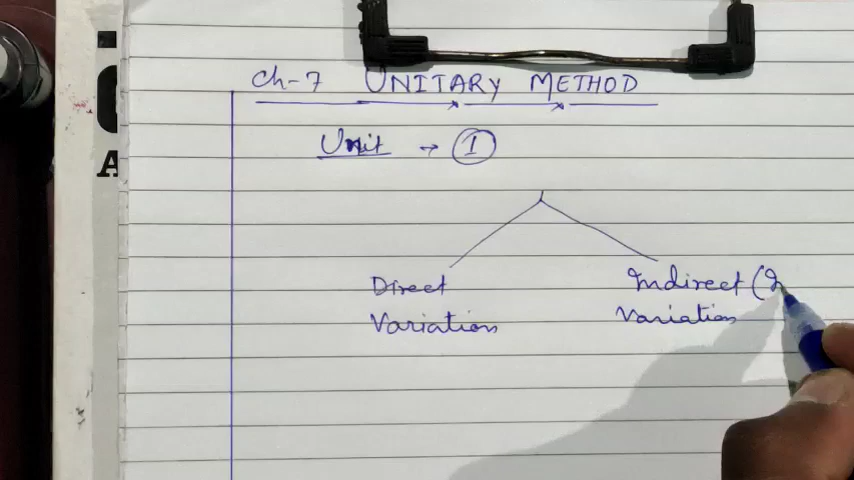 Ch-7 UNITARY METHOD
Unit → 1
Direct Indirect (
Variation Variation
A